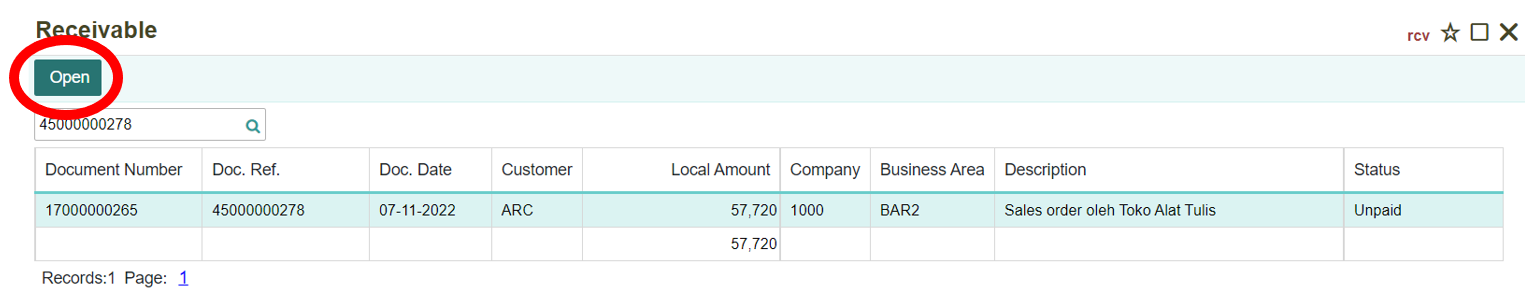 Receivable
rcv
Open
45000000278
Document Number Doc. Ref. Doc. Date Customer Local Amount Company Business Area Description Status
17000000265 45000000278 07-11-2022 ARC 57,720 1000 BAR2 Sales order oleh Toko Alat Tulis Unpaid
57,720
Records:1 Page: 1